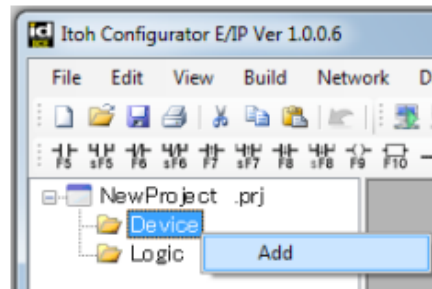 Itoh Configurator E/IP Ver 1.0.0.6
File Edit View Build Network D
F5 sF5 F6 sF6 F7 sF7 F8 sF8 F9 F10
NewProject .prj
Device
Add
Logic